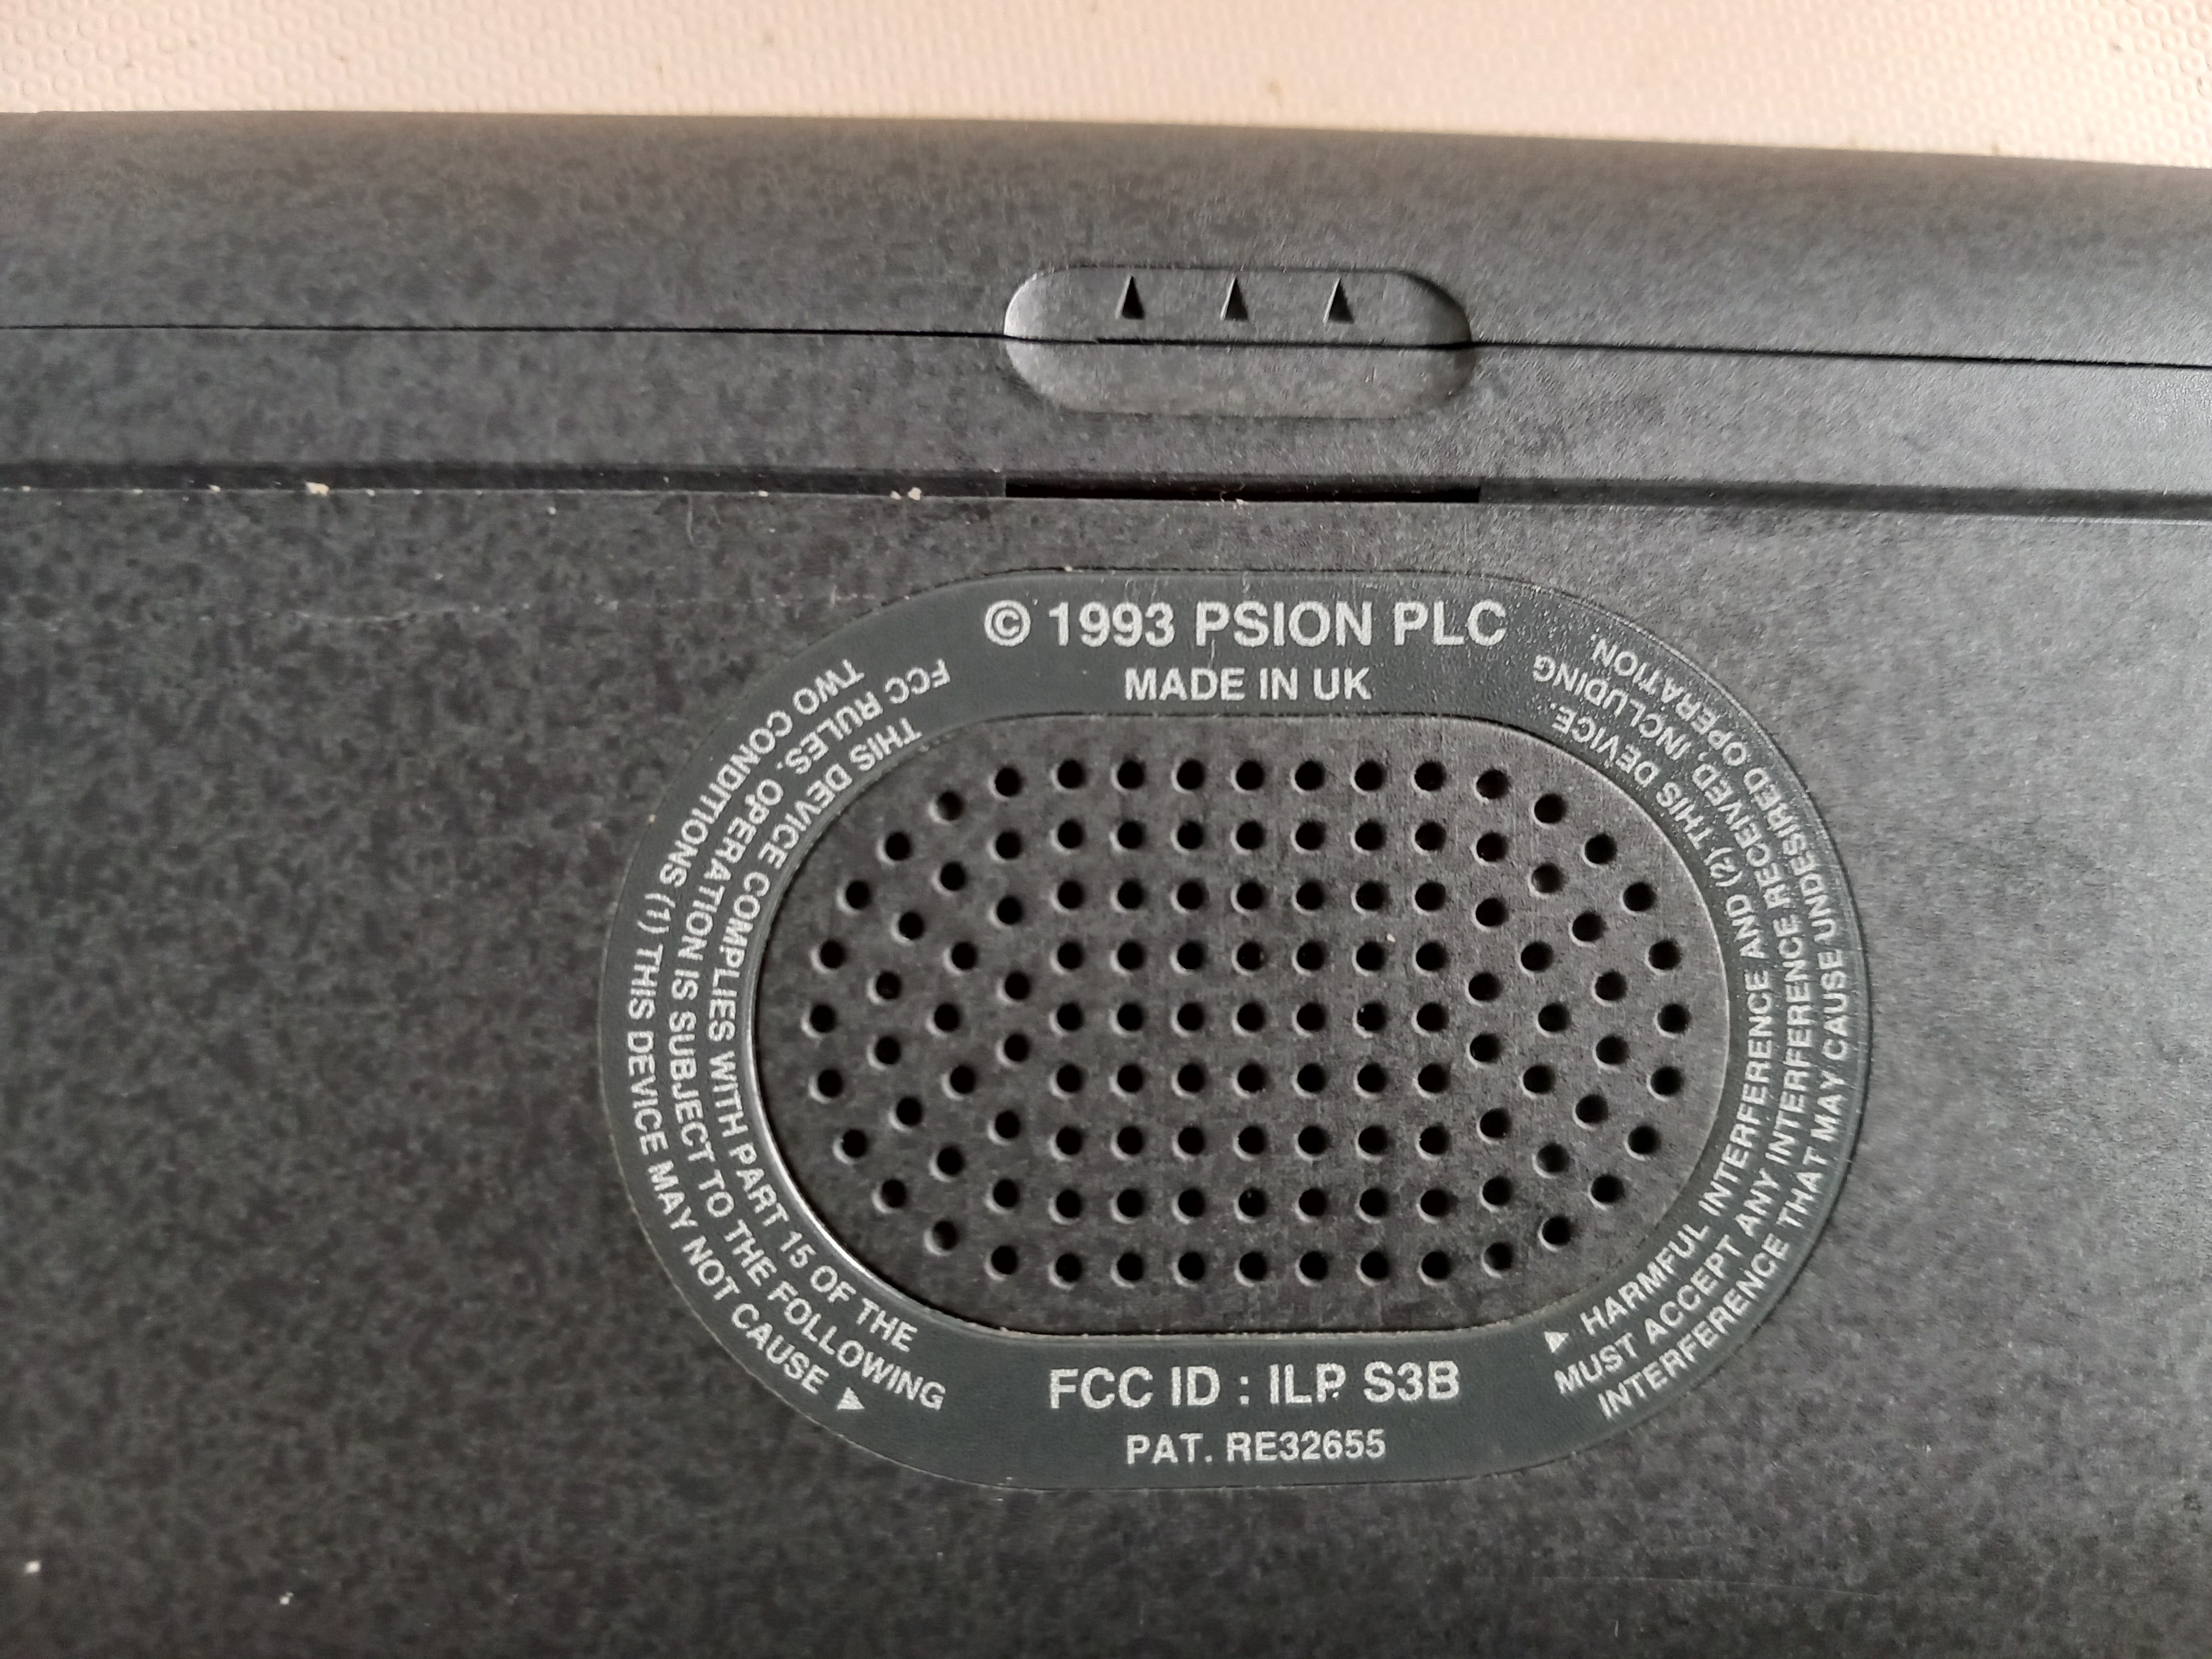 © 1993 PSION PLC
MADE IN UK
THIS DEVICE COMPLIES WITH PART 15 OF THE
FCC RULES. OPERATION IS SUBJECT TO THE FOLLOWING
TWO CONDITIONS (1) THIS DEVICE MAY NOT CAUSE ▶
▶ HARMFUL INTERFERENCE AND (2) THIS DEVICE.
MUST ACCEPT ANY INTERFERENCE RECEIVED, INCLUDING
INTERFERENCE THAT MAY CAUSE UNDESIRED OPERATION.
FCC ID : ILP S3B
PAT. RE32655